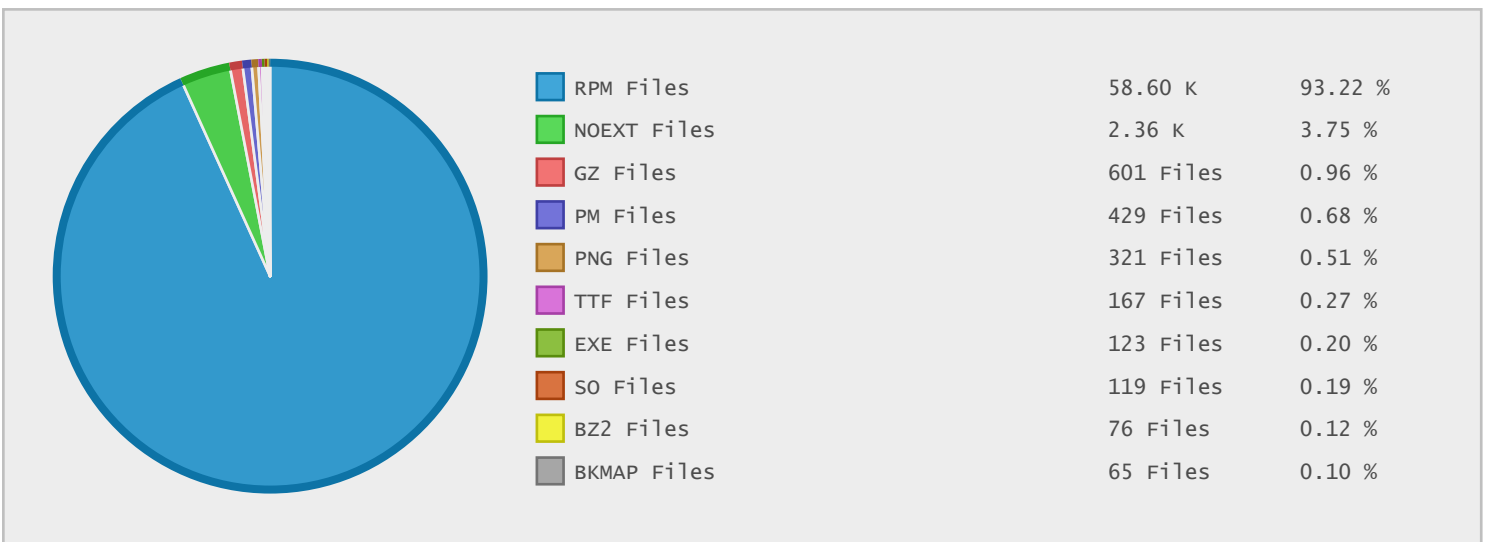 RPM Files 58.60 K 93.22 %
NOEXT Files 2.36 K 3.75 %
GZ Files 601 Files 0.96 %
PM Files 429 Files 0.68 %
PNG Files 321 Files 0.51 %
TTF Files 167 Files 0.27 %
EXE Files 123 Files 0.20 %
SO Files 119 Files 0.19 %
BZ2 Files 76 Files 0.12 %
BKMAP Files 65 Files 0.10 %